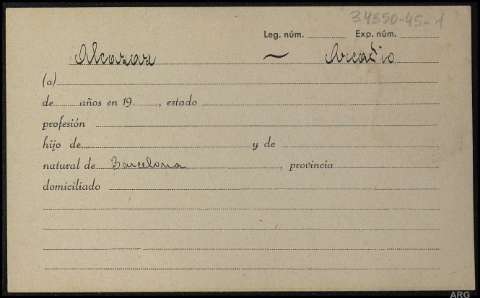 34550-45-1
Leg. núm. Exp. núm.
Alcazar ~ Arcadio
(a)
de años en 19 , estado
profesión
hijo de y de
natural de Barcelona , provincia
domiciliado
ARG